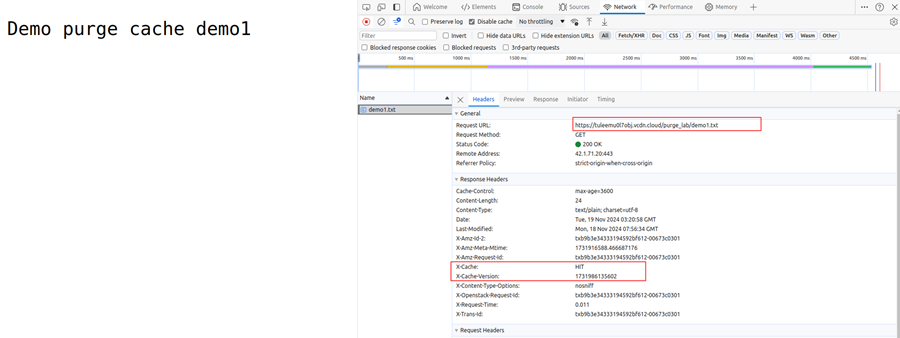 Demo purge cache demo1
Welcome Elements Console Sources Network Performance Memory
Preserve log Disable cache No throttling
Filter Invert Hide data URLs Hide extension URLs All Fetch/XHR Doc CSS JS Font Img Media Manifest WS Wasm Other
Blocked response cookies Blocked requests 3rd-party requests
500 ms 1000 ms 1500 ms 2000 ms 2500 ms 3000 ms 3500 ms 4000 ms 4500 ms
Name Headers Preview Response Initiator Timing
demo1.txt
General
Request URL: https://tuleemu0l7obj.vcdn.cloud/purge_lab/demo1.txt
Request Method: GET
Status Code: 200 OK
Remote Address: 42.1.71.20:443
Referrer Policy: strict-origin-when-cross-origin
Response Headers
Cache-Control: max-age=3600
Content-Length: 24
Content-Type: text/plain; charset=utf-8
Date: Tue, 19 Nov 2024 03:20:58 GMT
Last-Modified: Mon, 18 Nov 2024 07:56:34 GMT
X-Amz-Id-2: txb9b3e34333194592bf612-00673c0301
X-Amz-Meta-Mtime: 1731916588.466687176
X-Amz-Request-Id: txb9b3e34333194592bf612-00673c0301
X-Cache: HIT
X-Cache-Version: 1731986135602
X-Content-Type-Options: nosniff
X-Openstack-Request-Id: txb9b3e34333194592bf612-00673c0301
X-Request-Time: 0.011
X-Trans-Id: txb9b3e34333194592bf612-00673c0301
Request Headers